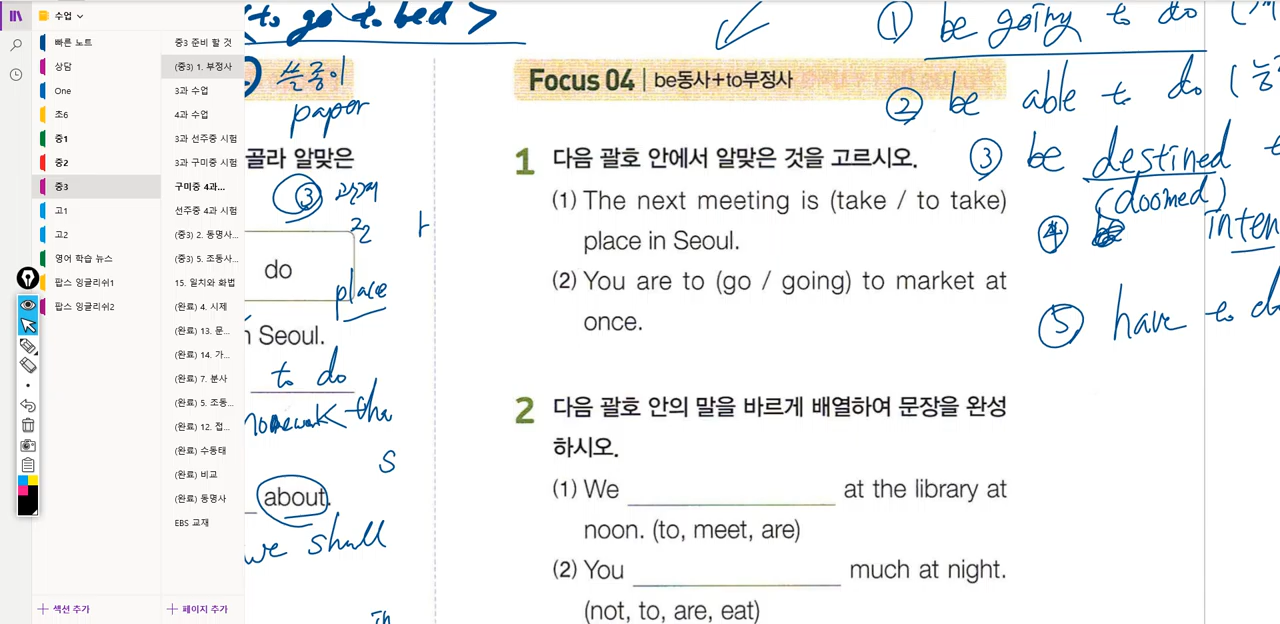 수업
빠른 노트
상담
One
초6
중1
중2
중3
고1
고2
영어 학습 뉴스
팝스 잉글리쉬1
팝스 잉글리쉬2
섹션 추가
중3 준비 할 것
(중3) 1. 부정사
3과 수업
4과 수업
3과 선주중 시험
3과 구미중 시험
구미중 4과...
선주중 4과 시험
(중3) 2. 동명사...
(중3) 5. 조동사...
15. 일치와 화법
(완료) 4. 시제
(완료) 13. 문...
(완료) 14. 가...
(완료) 7. 분사
(완료) 5. 조동...
(완료) 12. 접...
(완료) 수동태
(완료) 비교
(완료) 동명사
EBS 교재
페이지 추가
to go to bed >
쓸 종이
paper
골라 알맞은
③
do
place
Seoul.
to do
about.
we shall
Focus 04 | be동사+to부정사
1 다음 괄호 안에서 알맞은 것을 고르시오.
(1) The next meeting is (take / to take)
place in Seoul.
(2) You are to (go / going) to market at
once.
2 다음 괄호 안의 말을 바르게 배열하여 문장을 완성
하시오.
(1) We ____ at the library at
noon. (to, meet, are)
(2) You ____ much at night.
(not, to, are, eat)
① be going to do
② be able to do
③ be destined
(doomed)
④ be
⑤ have to do